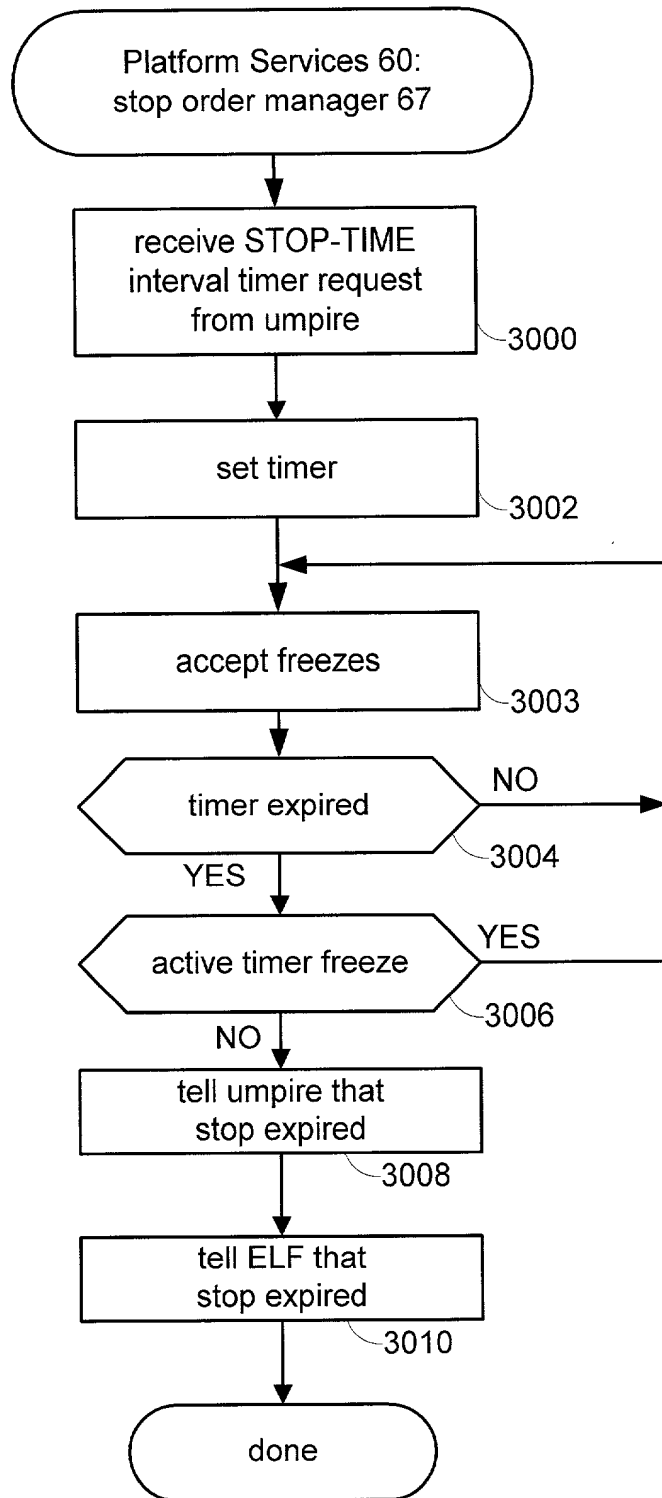 Platform Services 60:
stop order manager 67
receive STOP-TIME
interval timer request
from umpire
3000
set timer
3002
accept freezes
3003
timer expired
NO
3004
YES
active timer freeze
YES
3006
NO
tell umpire that
stop expired
3008
tell ELF that
stop expired
3010
done